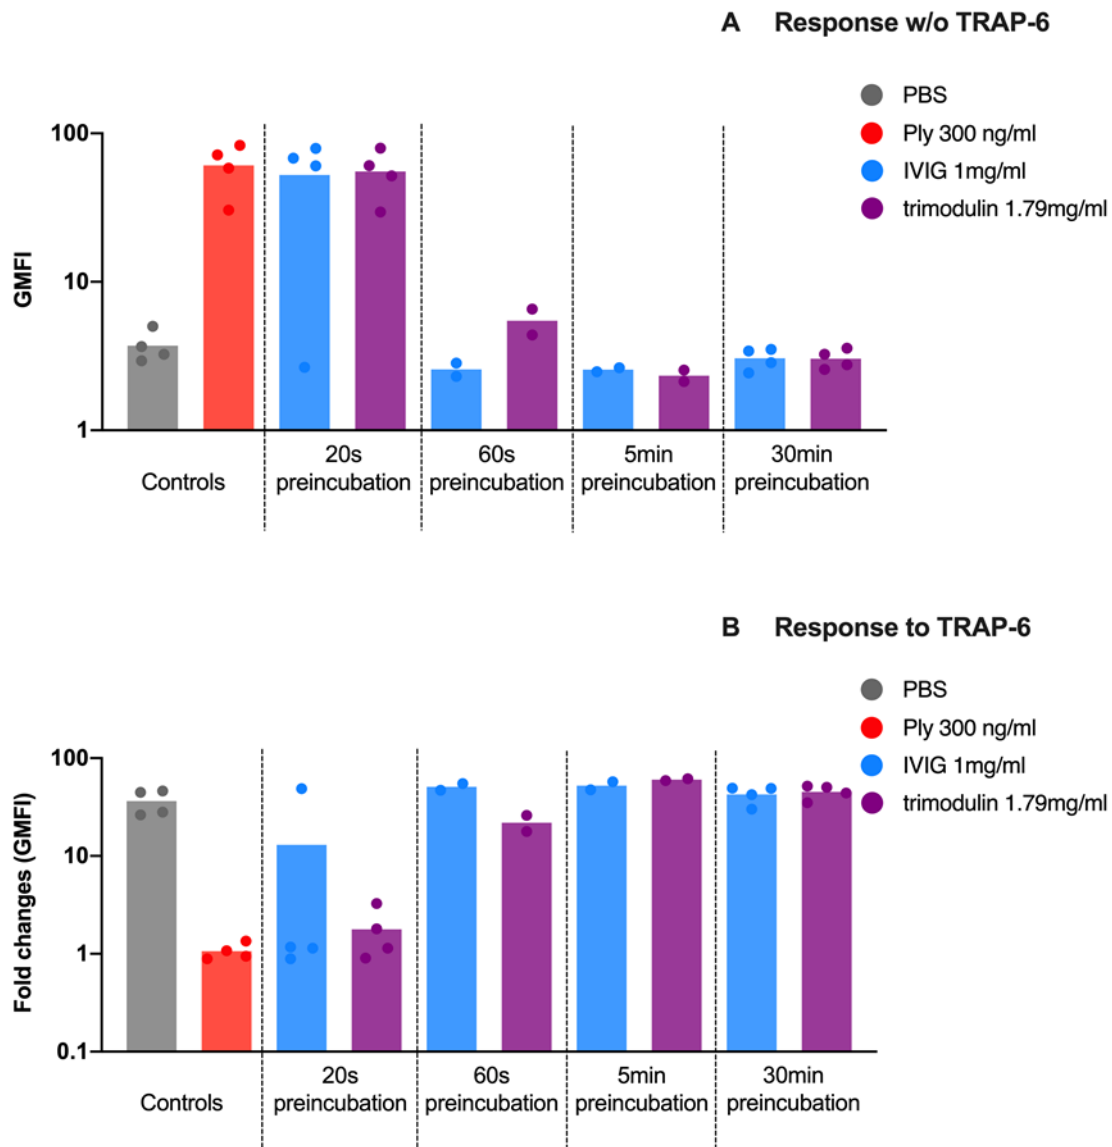 A Response w/o TRAP-6
PBS
Ply 300 ng/ml
IVIG 1mg/ml
trimodulin 1.79mg/ml
GMFI
100
10
1
Controls
20s
preincubation
60s
preincubation
5min
preincubation
30min
preincubation
B Response to TRAP-6
PBS
Ply 300 ng/ml
IVIG 1mg/ml
trimodulin 1.79mg/ml
Fold changes (GMFI)
100
10
1
0.1
Controls
20s
preincubation
60s
preincubation
5min
preincubation
30min
preincubation